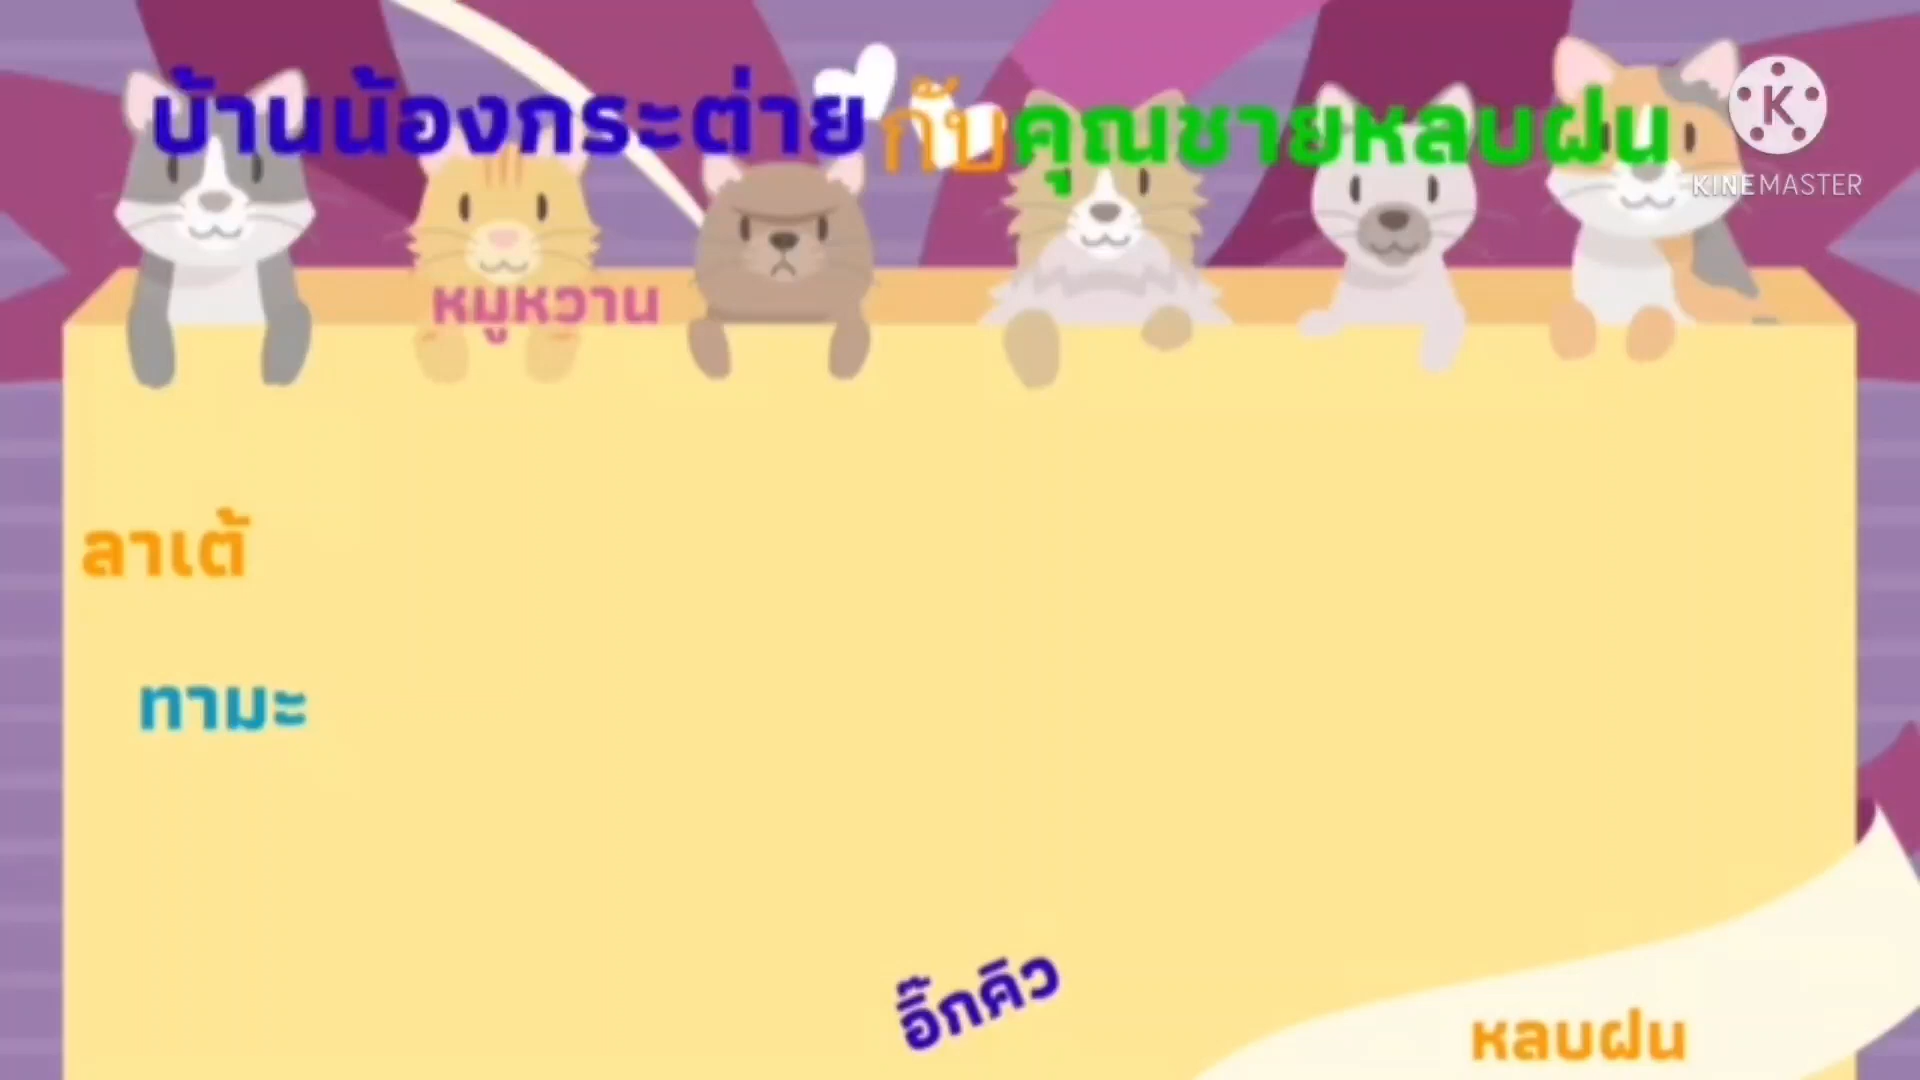 บ้านน้องกระต่าย กับ คุณชายหลบฝน
KINEMASTER
หมูหวาน
ลาเต้
ทามะ
อิ๊กคิว
หลบฝน